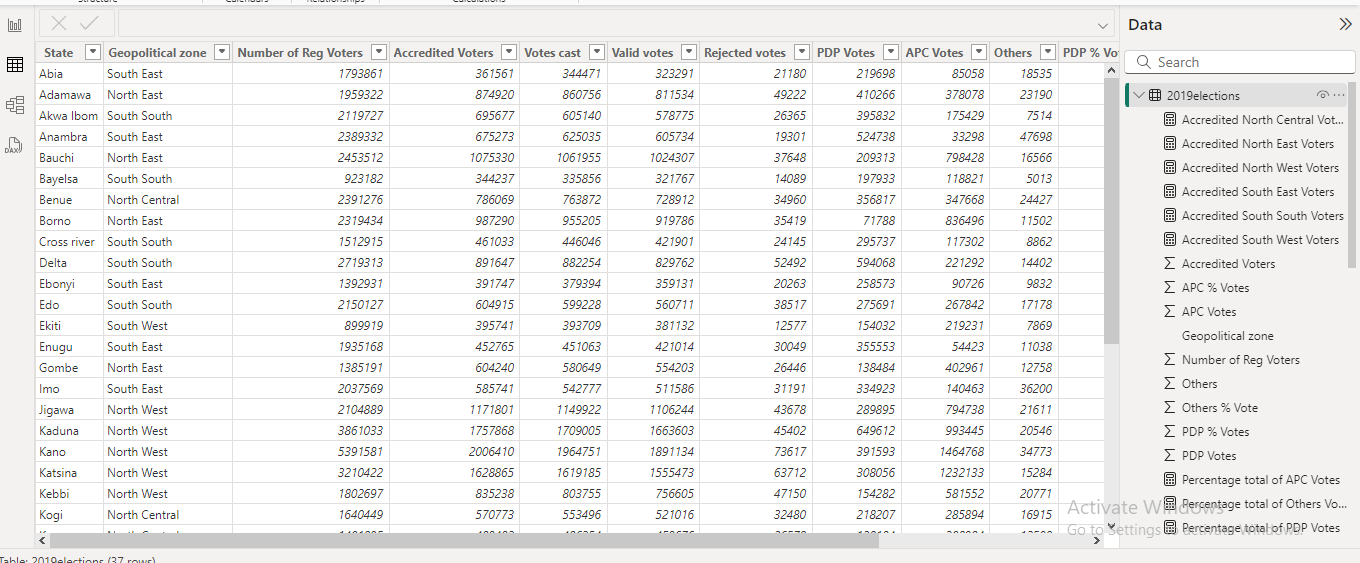 Structure Calendars Relationships Calculations
Data
State Geopolitical zone Number of Reg Voters Accredited Voters Votes cast Valid votes Rejected votes PDP Votes APC Votes Others PDP % Vo
Abia South East 1793861 361561 344471 323291 21180 219698 85058 18535
Adamawa North East 1959322 874920 860756 811534 49222 410266 378078 23190
Akwa Ibom South South 2119727 695677 605140 578775 26365 395832 175429 7514
Anambra South East 2389332 675273 625035 605734 19301 524738 33298 47698
Bauchi North East 2453512 1075330 1061955 1024307 37648 209313 798428 16566
Bayelsa South South 923182 344237 335856 321767 14089 197933 118821 5013
Benue North Central 2391276 786069 763872 728912 34960 356817 347668 24427
Borno North East 2319434 987290 955205 919786 35419 71788 836496 11502
Cross river South South 1512915 461033 446046 421901 24145 295737 117302 8862
Delta South South 2719313 891647 882254 829762 52492 594068 221292 14402
Ebonyi South East 1392931 391747 379394 359131 20263 258573 90726 9832
Edo South South 2150127 604915 599228 560711 38517 275691 267842 17178
Ekiti South West 899919 395741 393709 381132 12577 154032 219231 7869
Enugu South East 1935168 452765 451063 421014 30049 355553 54423 11038
Gombe North East 1385191 604240 580649 554203 26446 138484 402961 12758
Imo South East 2037569 585741 542777 511586 31191 334923 140463 36200
Jigawa North West 2104889 1171801 1149922 1106244 43678 289895 794738 21611
Kaduna North West 3861033 1757868 1709005 1663603 45402 649612 993445 20546
Kano North West 5391581 2006410 1964751 1891134 73617 391593 1464768 34773
Katsina North West 3210422 1628865 1619185 1555473 63712 308056 1232133 15284
Kebbi North West 1802697 835238 803755 756605 47150 154282 581552 20771
Kogi North Central 1640449 570773 553496 521016 32480 218207 285894 16915
Search
2019elections
Accredited North Central Vot...
Accredited North East Voters
Accredited North West Voters
Accredited South East Voters
Accredited South South Voters
Accredited South West Voters
Accredited Voters
APC % Votes
APC Votes
Geopolitical zone
Number of Reg Voters
Others
Others % Vote
PDP % Votes
PDP Votes
Percentage total of APC Votes
Percentage total of Others Vo...
Percentage total of PDP Votes
Activate Windows
Go to Settings to activate Windows.
Table: 2019elections (37 rows)